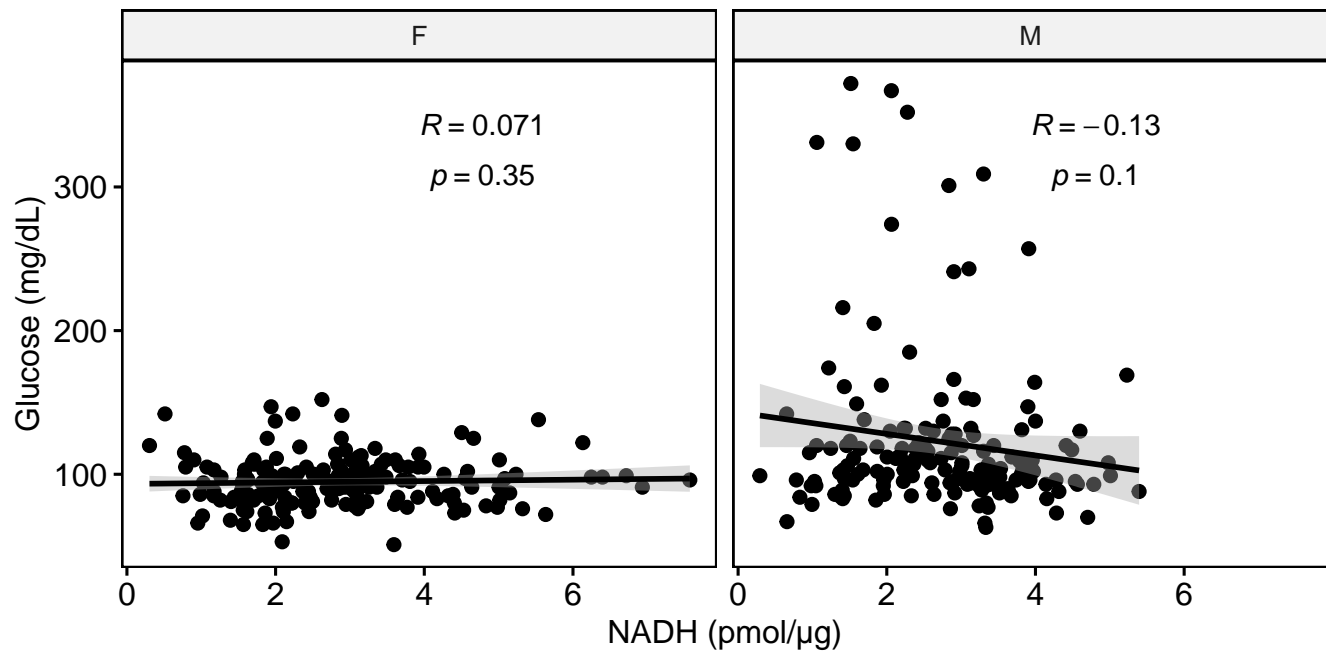 F
M
R = 0.071
p = 0.35
R = −0.13
p = 0.1
Glucose (mg/dL)
300
200
100
0 2 4 6
0 2 4 6
NADH (pmol/µg)